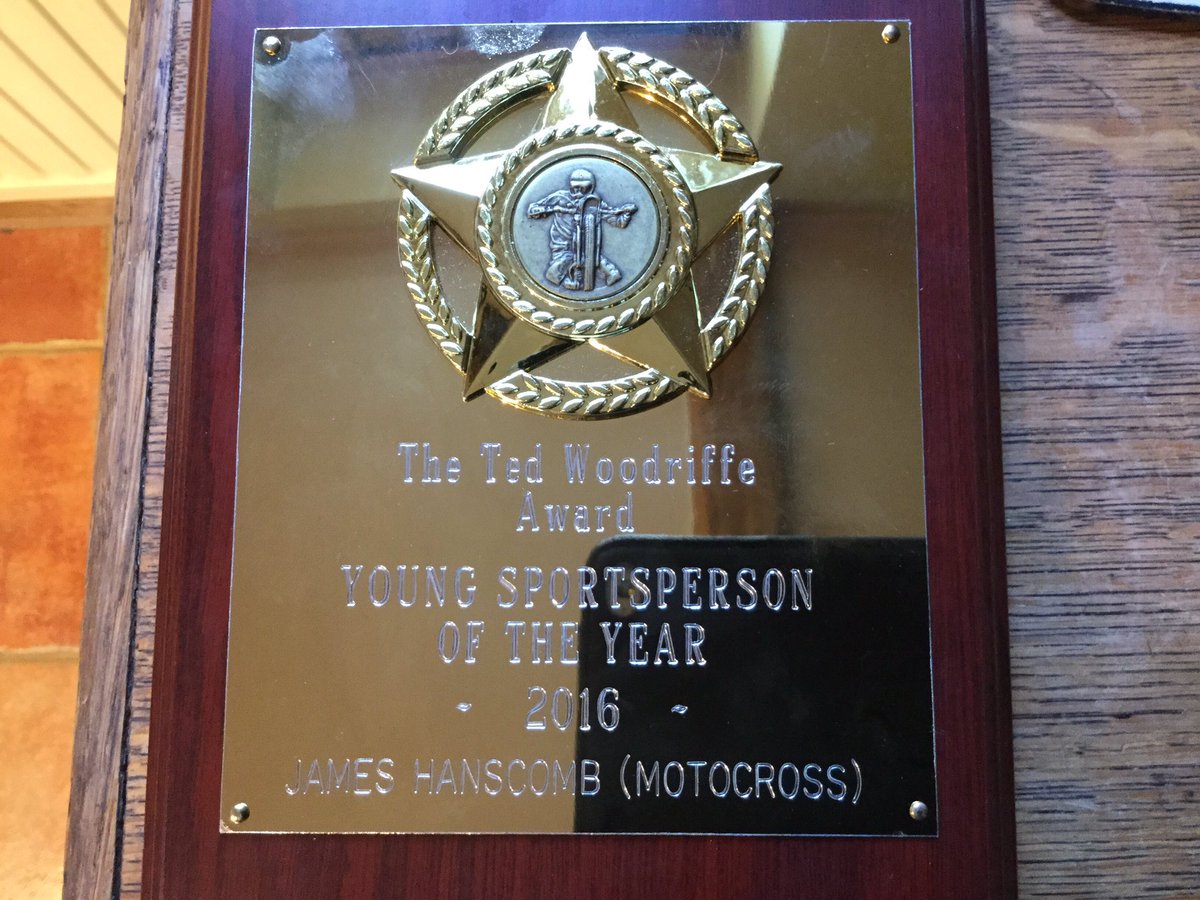 The Ted Woodriffe
Award
YOUNG SPORTSPERSON
OF THE YEAR
- 2016 -
JAMES HANSCOMB (MOTOCROSS)